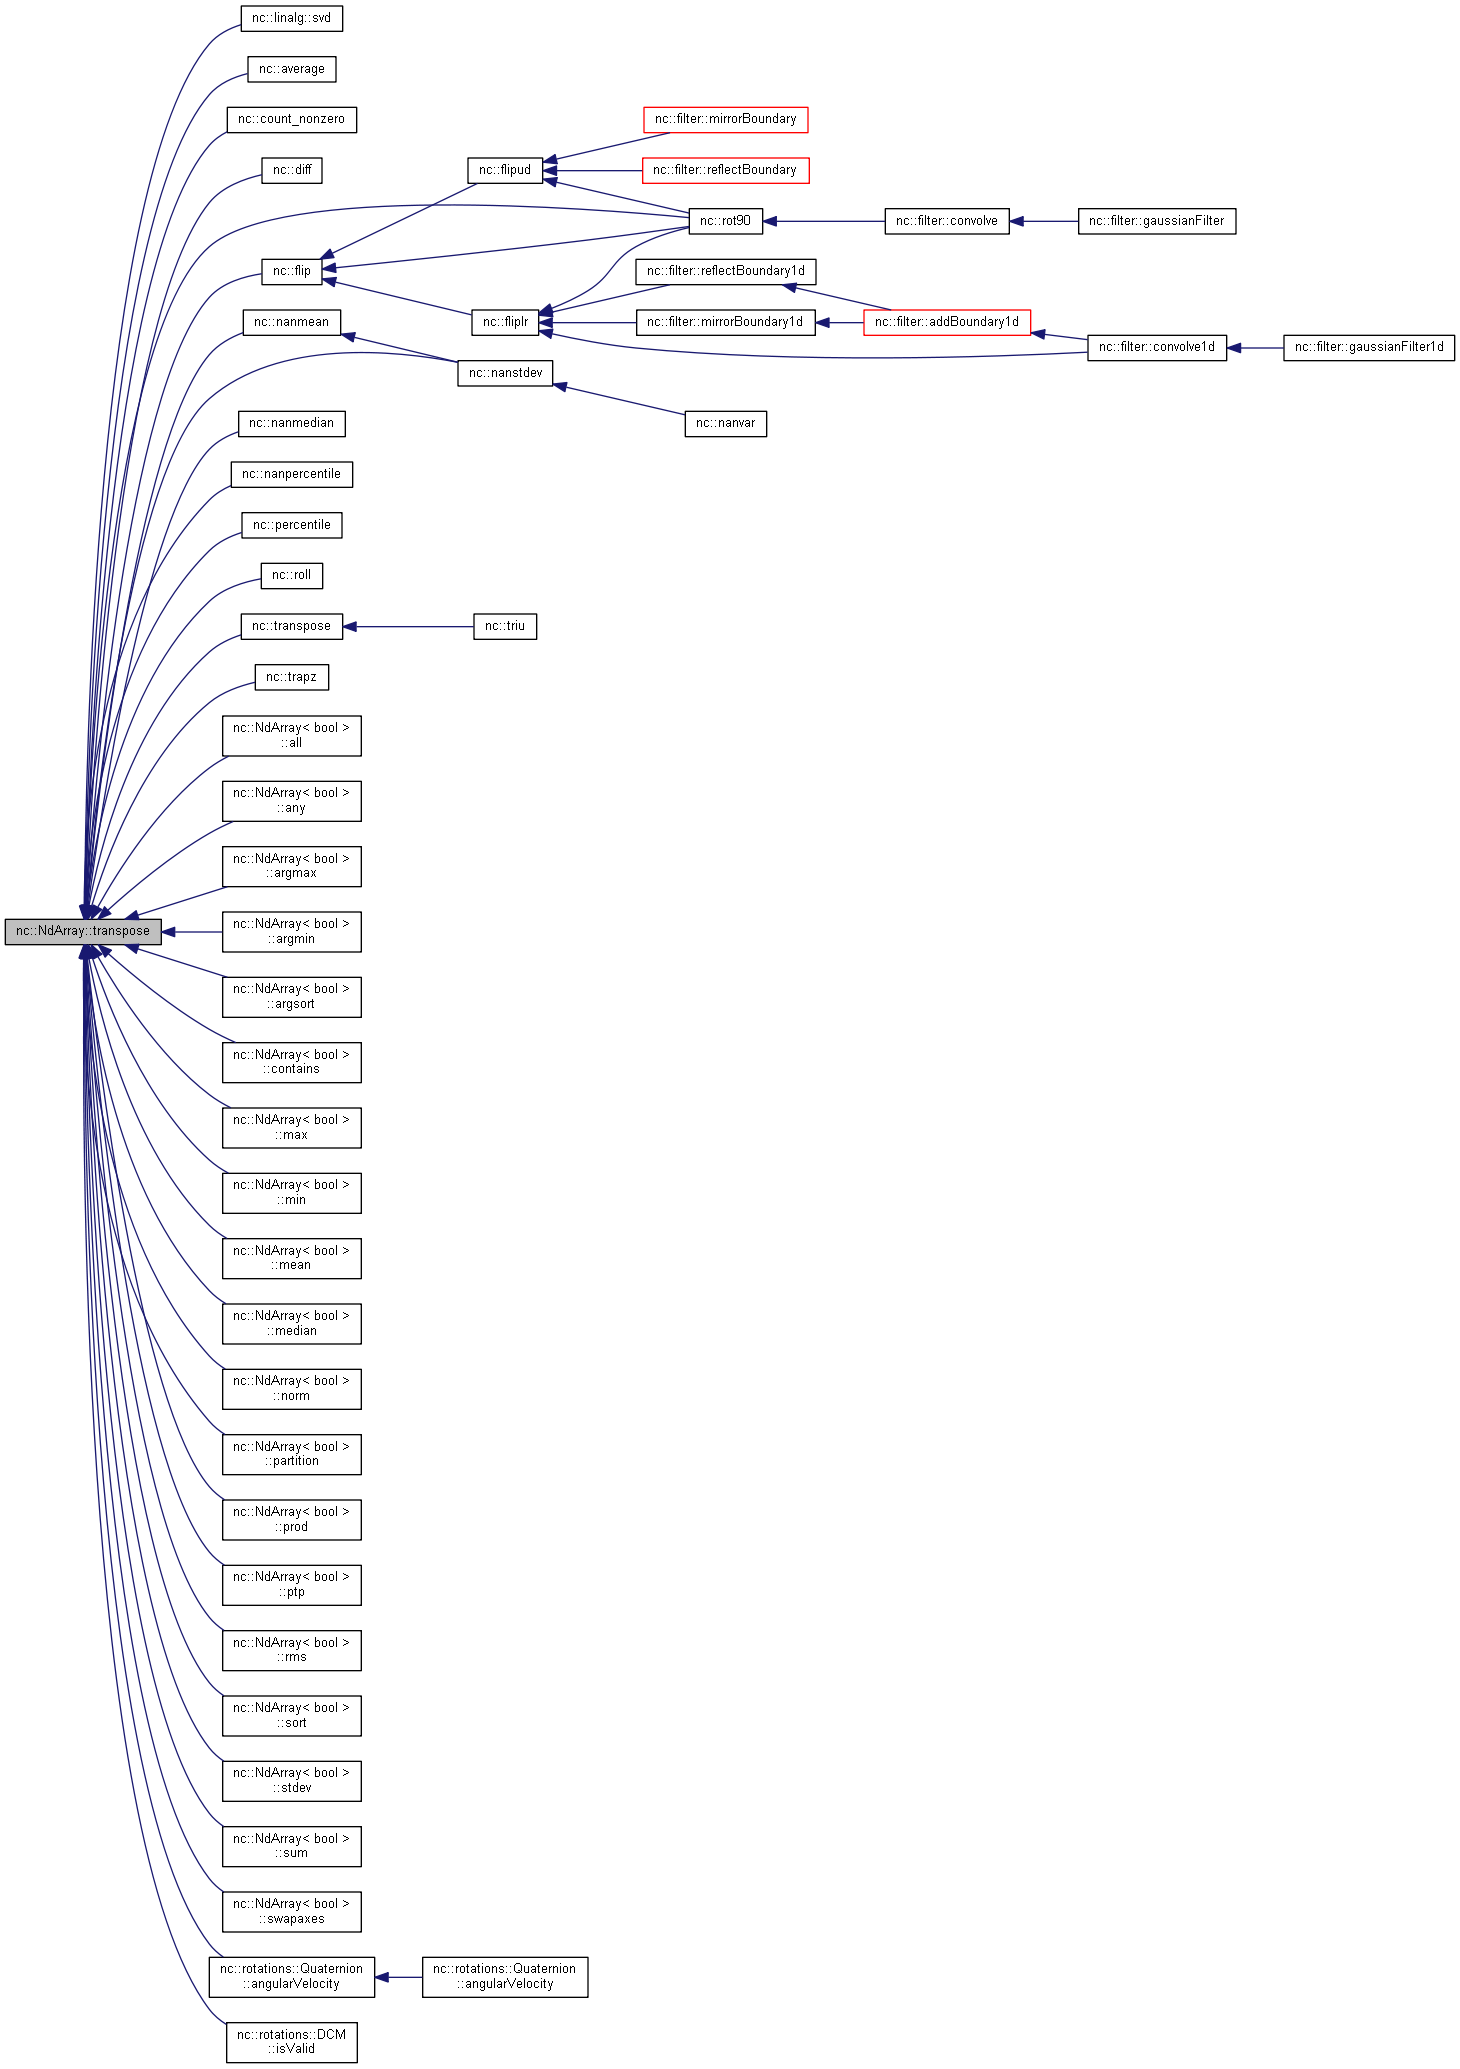 nc::linalg::svd
nc::average
nc::count_nonzero
nc::filter::mirrorBoundary
nc::diff
nc::flipud
nc::filter::reflectBoundary
nc::rot90
nc::filter::convolve
nc::filter::gaussianFilter
nc::flip
nc::filter::reflectBoundary1d
nc::nanmean
nc::fliplr
nc::filter::mirrorBoundary1d
nc::filter::addBoundary1d
nc::filter::convolve1d
nc::filter::gaussianFilter1d
nc::nanstdev
nc::nanmedian
nc::nanvar
nc::nanpercentile
nc::percentile
nc::roll
nc::transpose
nc::triu
nc::trapz
nc::NdArray< bool >
::all
nc::NdArray< bool >
::any
nc::NdArray< bool >
::argmax
nc::NdArray::transpose
nc::NdArray< bool >
::argmin
nc::NdArray< bool >
::argsort
nc::NdArray< bool >
::contains
nc::NdArray< bool >
::max
nc::NdArray< bool >
::min
nc::NdArray< bool >
::mean
nc::NdArray< bool >
::median
nc::NdArray< bool >
::norm
nc::NdArray< bool >
::partition
nc::NdArray< bool >
::prod
nc::NdArray< bool >
::ptp
nc::NdArray< bool >
::rms
nc::NdArray< bool >
::sort
nc::NdArray< bool >
::stdev
nc::NdArray< bool >
::sum
nc::NdArray< bool >
::swapaxes
nc::rotations::Quaternion
::angularVelocity
nc::rotations::Quaternion
::angularVelocity
nc::rotations::DCM
::isValid